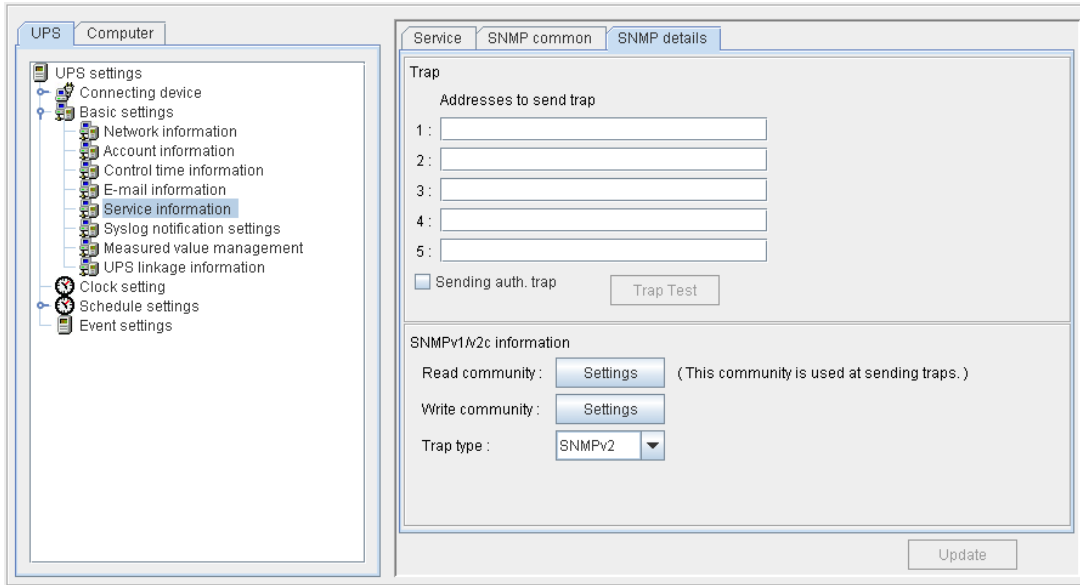 UPS
Computer
UPS settings
Connecting device
Basic settings
Network information
Account information
Control time information
E-mail information
Service information
Syslog notification settings
Measured value management
UPS linkage information
Clock setting
Schedule settings
Event settings
Service
SNMP common
SNMP details
Trap
Addresses to send trap
1 :
2 :
3 :
4 :
5 :
Sending auth. trap
Trap Test
SNMPv1/v2c information
Read community : Settings ( This community is used at sending traps. )
Write community : Settings
Trap type : SNMPv2
Update